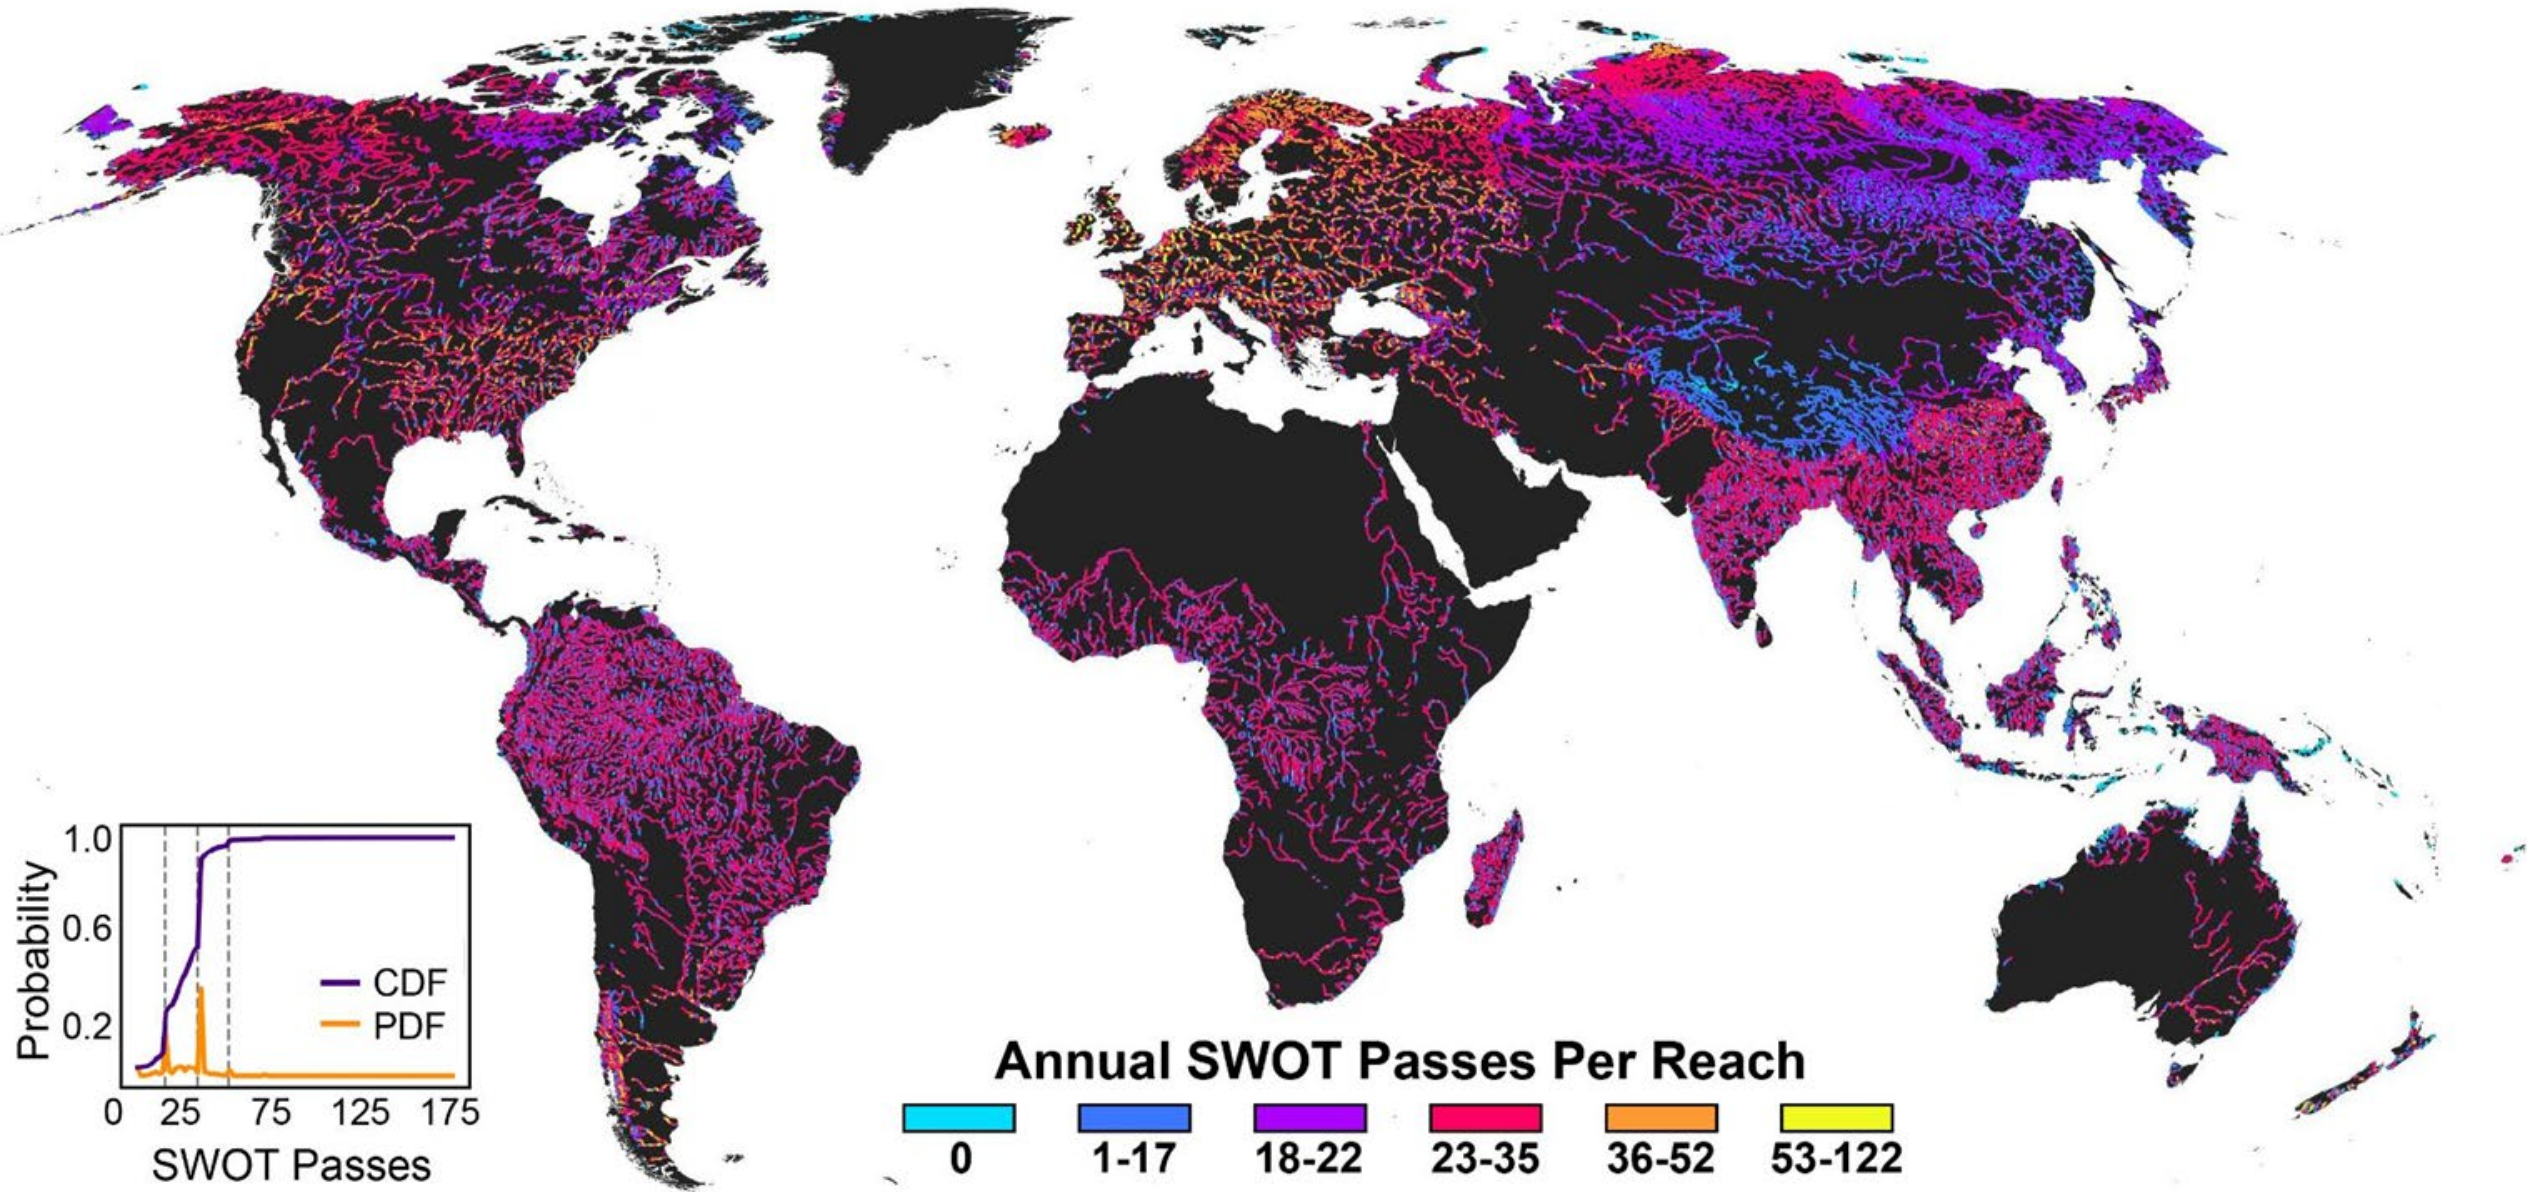 1.0
0.6
0.2
Probability
CDF
PDF
0 25 75 125 175
SWOT Passes
Annual SWOT Passes Per Reach
0 1-17 18-22 23-35 36-52 53-122